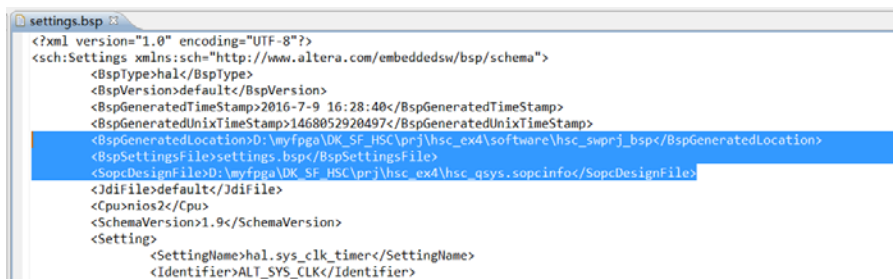 settings.bsp
<?xml version="1.0" encoding="UTF-8"?>
<sch:Settings xmlns:sch="http://www.altera.com/embeddedsw/bsp/schema">
<BspType>hal</BspType>
<BspVersion>default</BspVersion>
<BspGeneratedTimeStamp>2016-7-9 16:28:40</BspGeneratedTimeStamp>
<BspGeneratedUnixTimeStamp>1468052920497</BspGeneratedUnixTimeStamp>
<BspGeneratedLocation>D:\myfpga\DK_SF_HSC\prj\hsc_ex4\software\hsc_swprj_bsp</BspGeneratedLocation>
<BspSettingsFile>settings.bsp</BspSettingsFile>
<SopcDesignFile>D:\myfpga\DK_SF_HSC\prj\hsc_ex4\hsc_qsys.sopcinfo</SopcDesignFile>
<JdiFile>default</JdiFile>
<Cpu>nios2</Cpu>
<SchemaVersion>1.9</SchemaVersion>
<Setting>
<SettingName>hal.sys_clk_timer</SettingName>
<Identifier>ALT_SYS_CLK</Identifier>